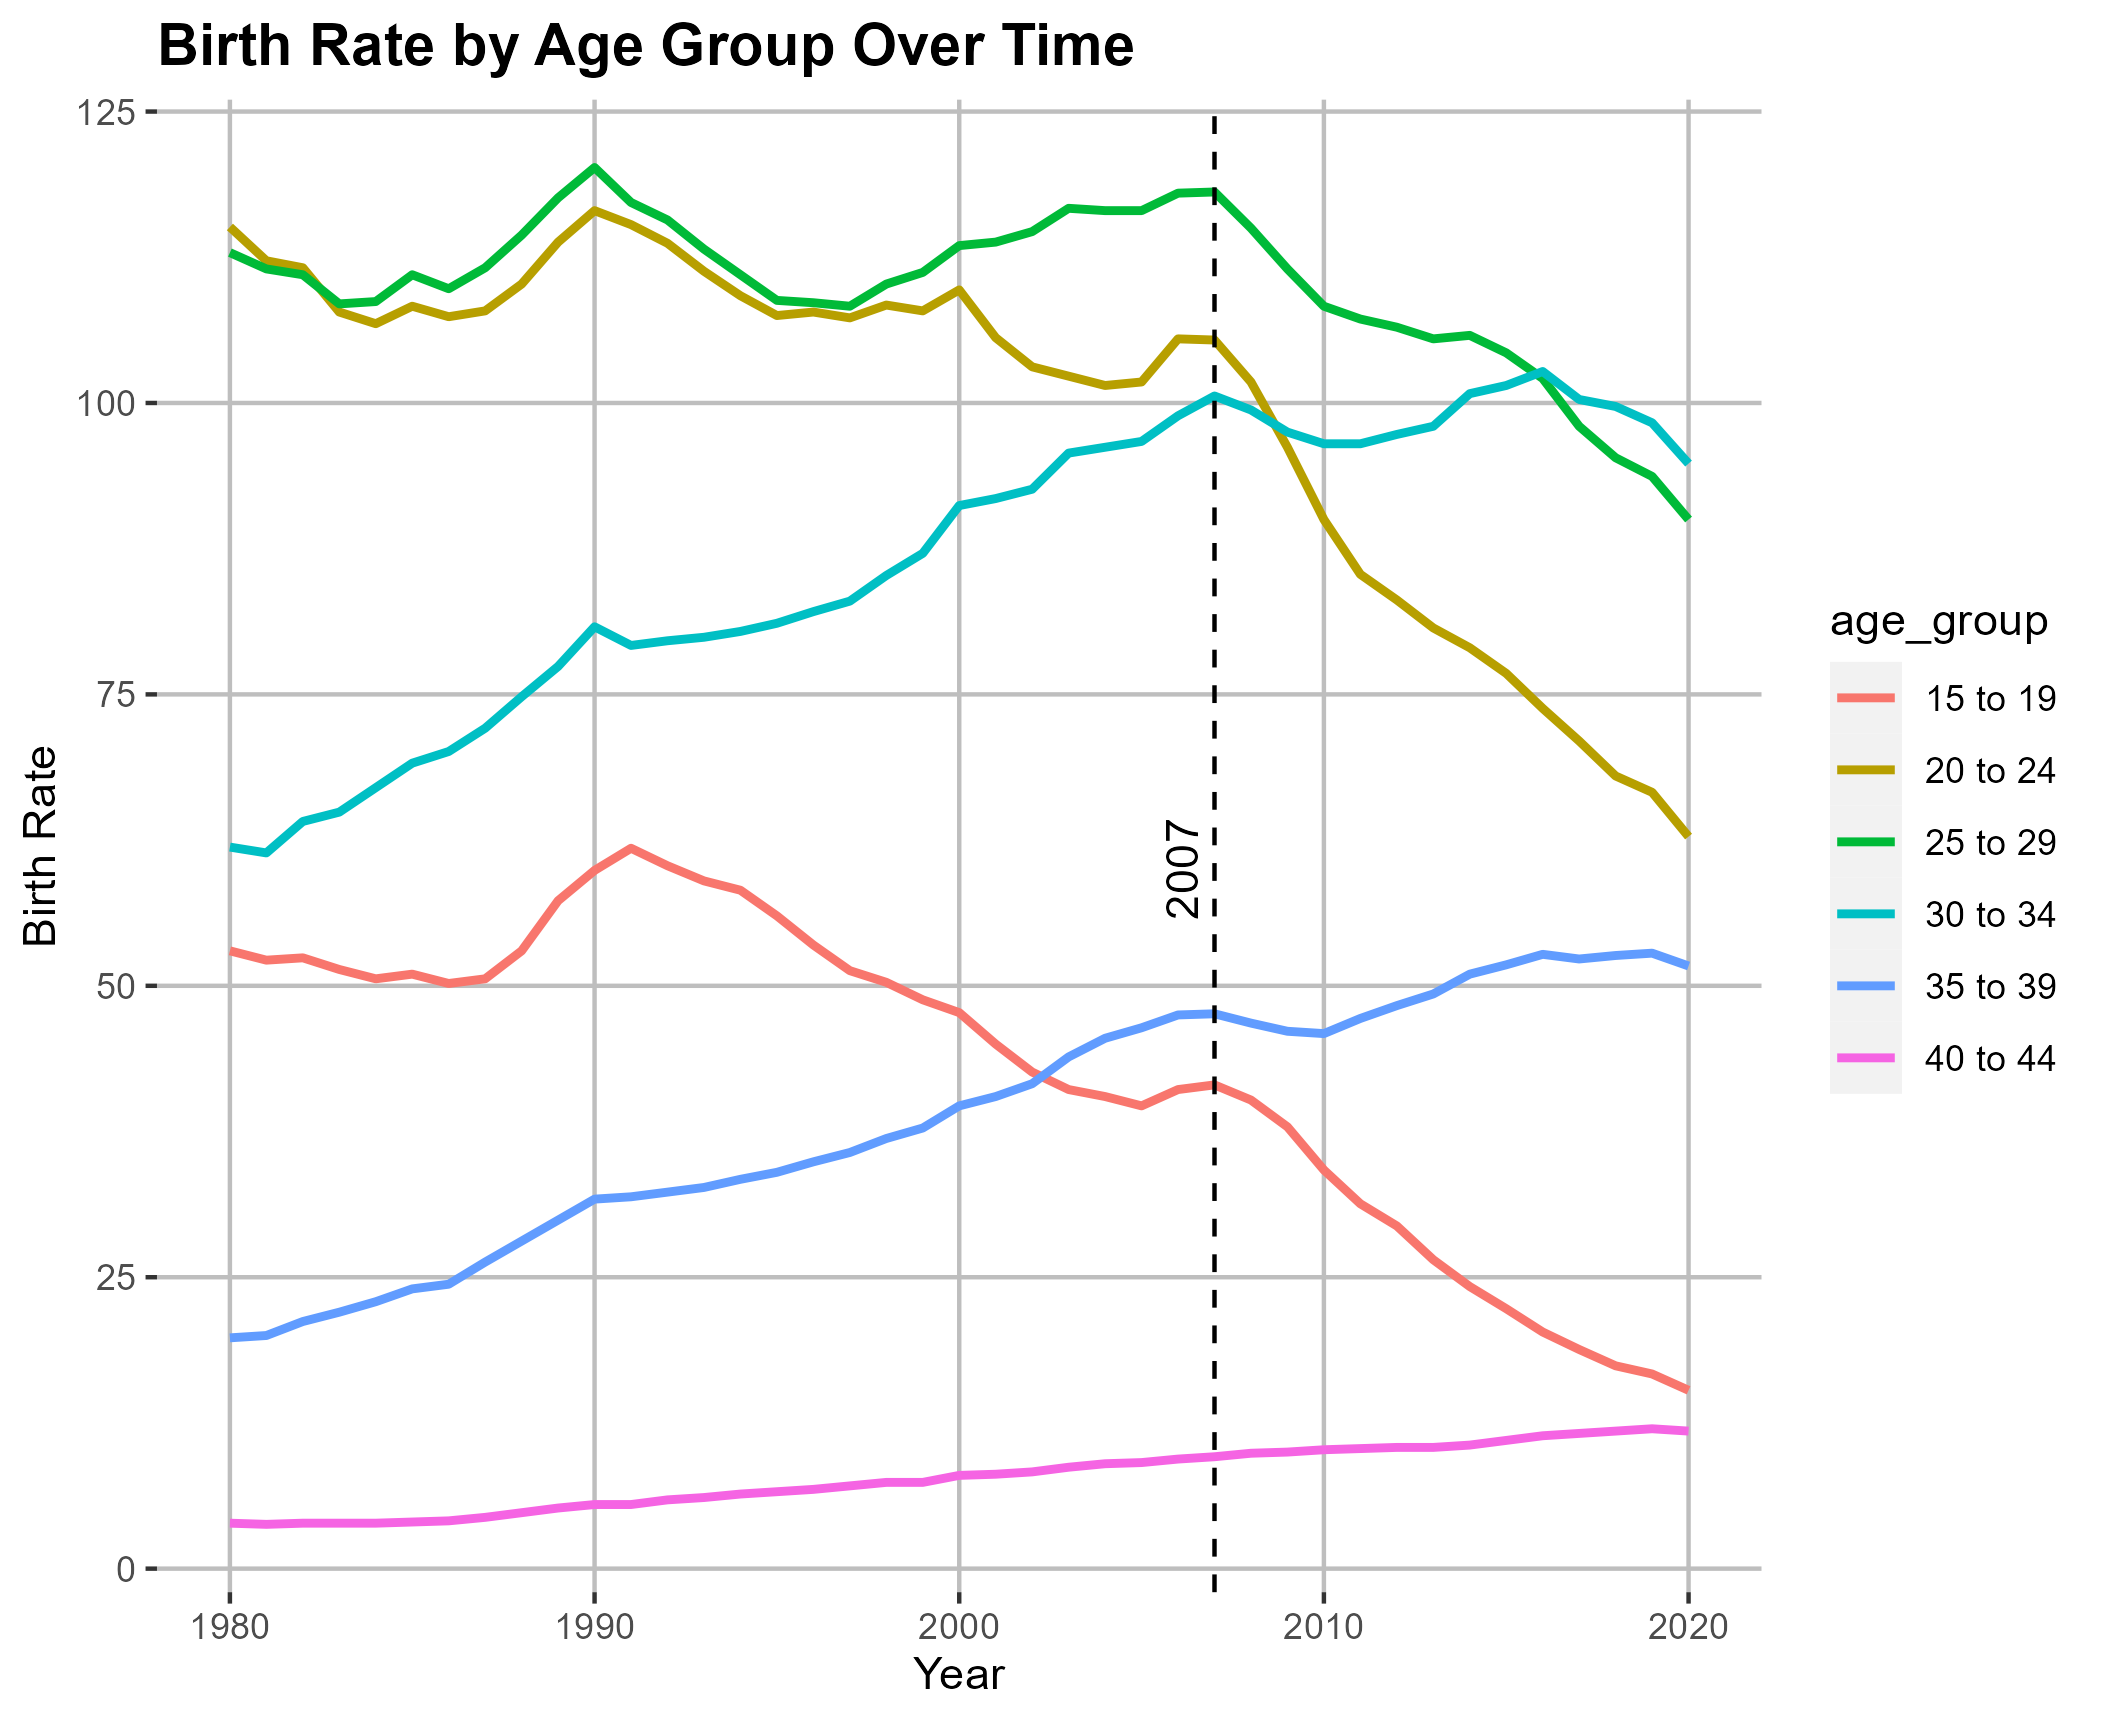 Birth Rate by Age Group Over Time
125
100
75
50
25
0
Birth Rate
2007
1980
1990
2000
2010
2020
Year
age_group
15 to 19
20 to 24
25 to 29
30 to 34
35 to 39
40 to 44